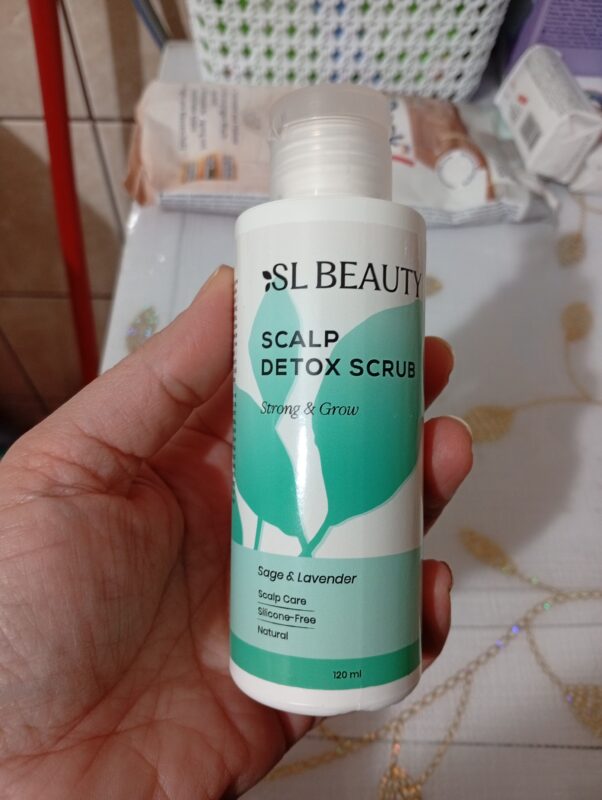 SL BEAUTY
SCALP
DETOX SCRUB
Strong & Grow
Sage & Lavender
Scalp Care
Silicone-Free
Natural
120 ml